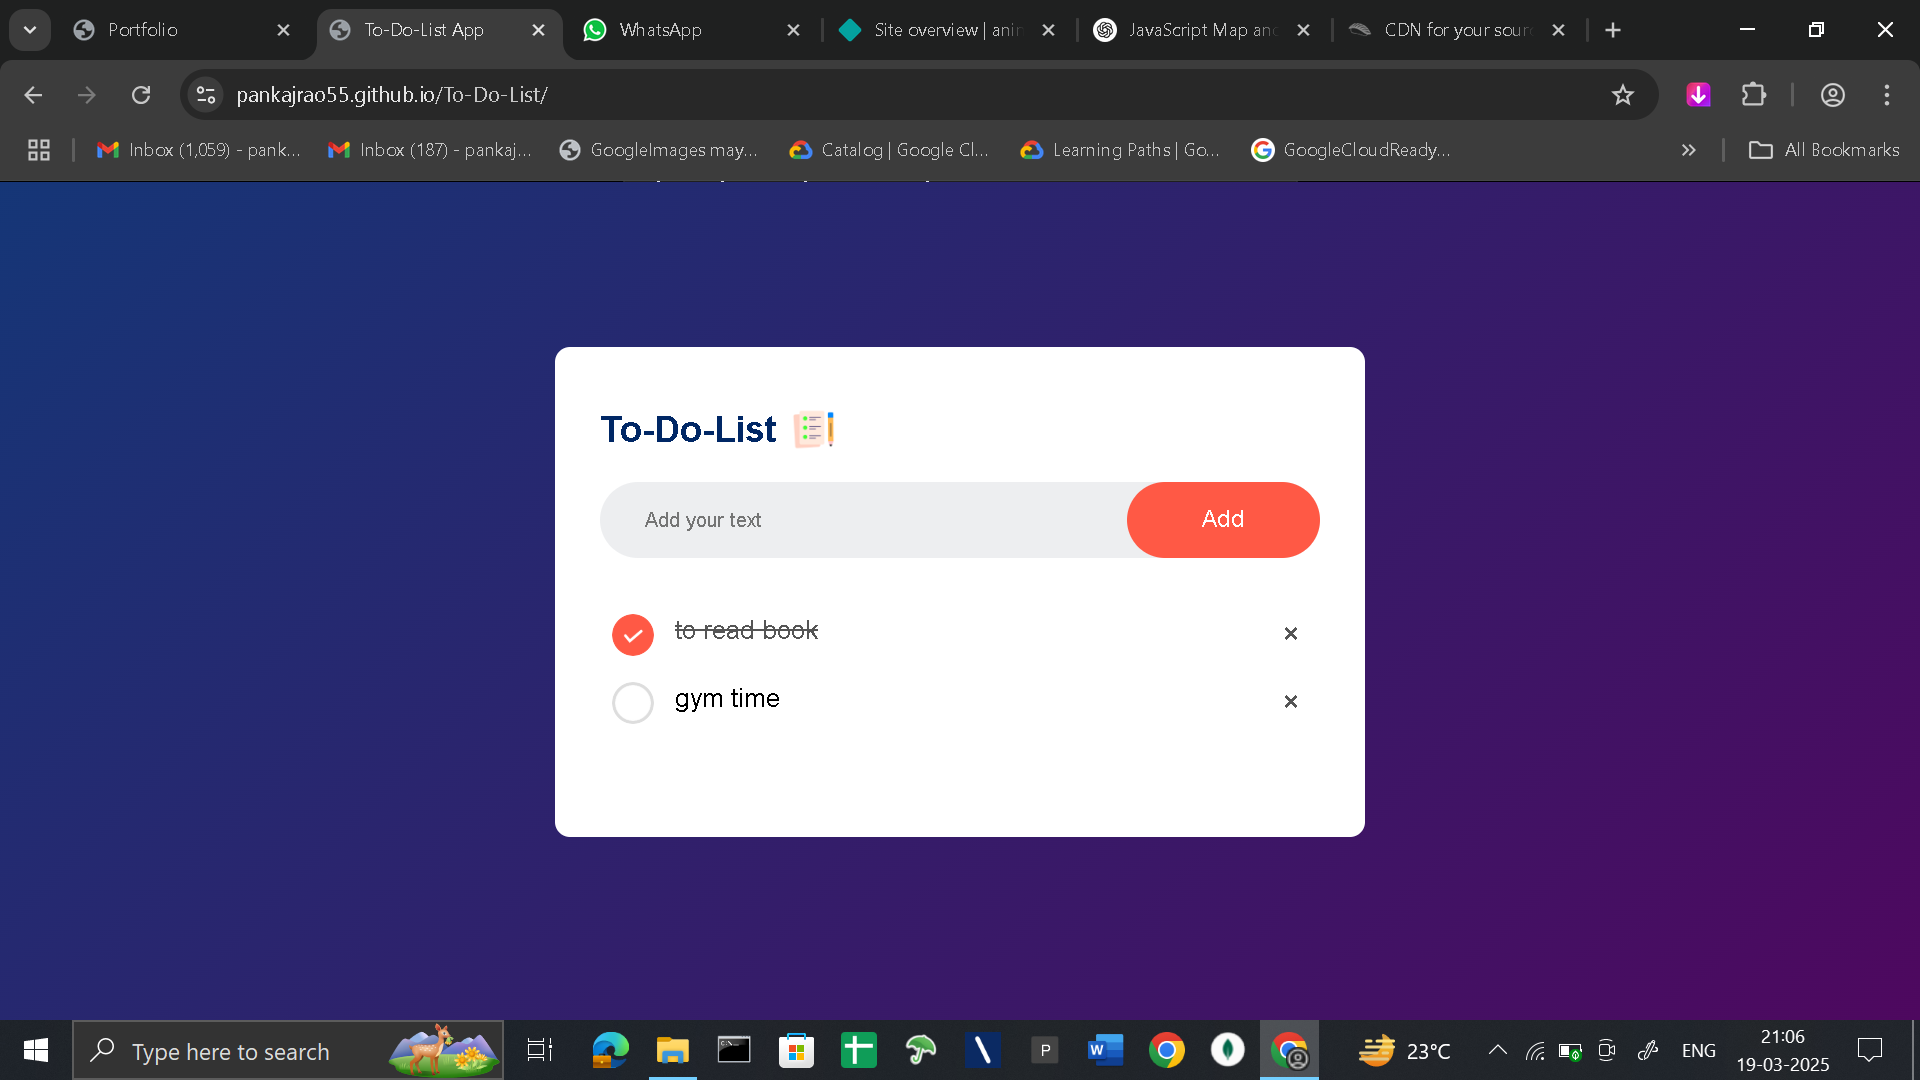 Portfolio
To-Do-List App
WhatsApp
Site overview | anim
JavaScript Map and
CDN for your sour
pankajrao55.github.io/To-Do-List/
Inbox (1,059) - pank...
Inbox (187) - pankaj...
GoogleImages may...
Catalog | Google Cl...
Learning Paths | Go...
GoogleCloudReady...
All Bookmarks
To-Do-List
Add your text
Add
to read book
gym time
Type here to search
P
23°C
ENG
21:06
19-03-2025